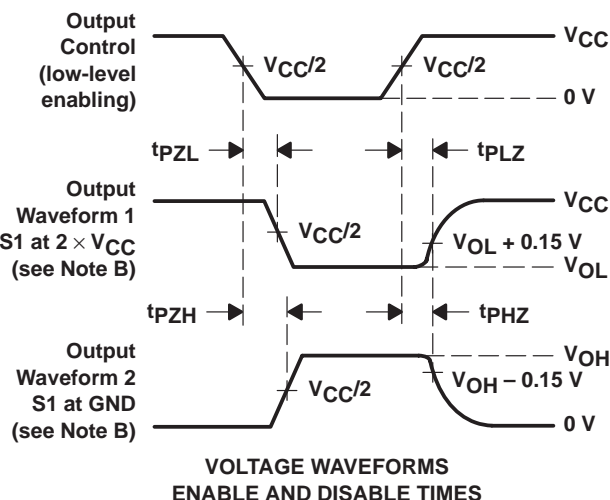 Output
Control
(low-level
enabling)
VCC/2
VCC/2
VCC
0 V
tPZL
tPLZ
Output
Waveform 1
S1 at 2 × VCC
(see Note B)
VCC/2
VCC
VOL + 0.15 V
VOL
tPZH
tPHZ
Output
Waveform 2
S1 at GND
(see Note B)
VCC/2
VOH
VOH – 0.15 V
0 V
VOLTAGE WAVEFORMS
ENABLE AND DISABLE TIMES